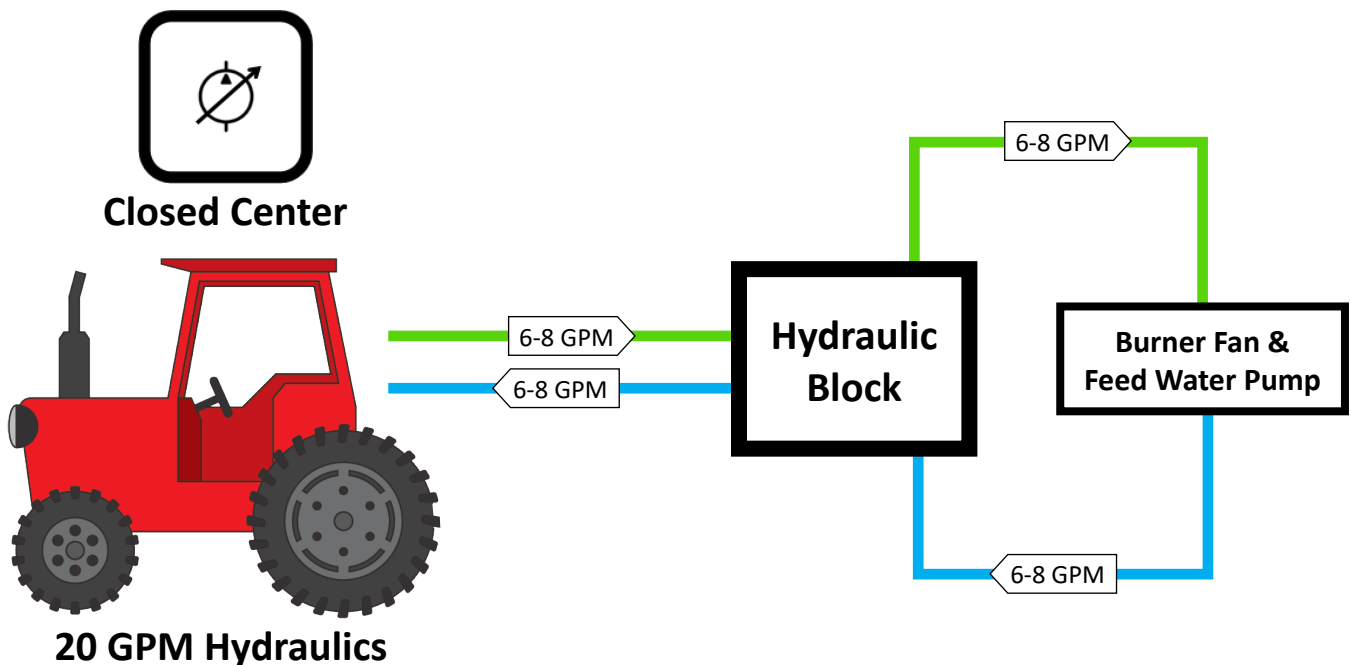 Closed Center
6-8 GPM
6-8 GPM
6-8 GPM
Hydraulic
Block
Burner Fan &
Feed Water Pump
6-8 GPM
20 GPM Hydraulics